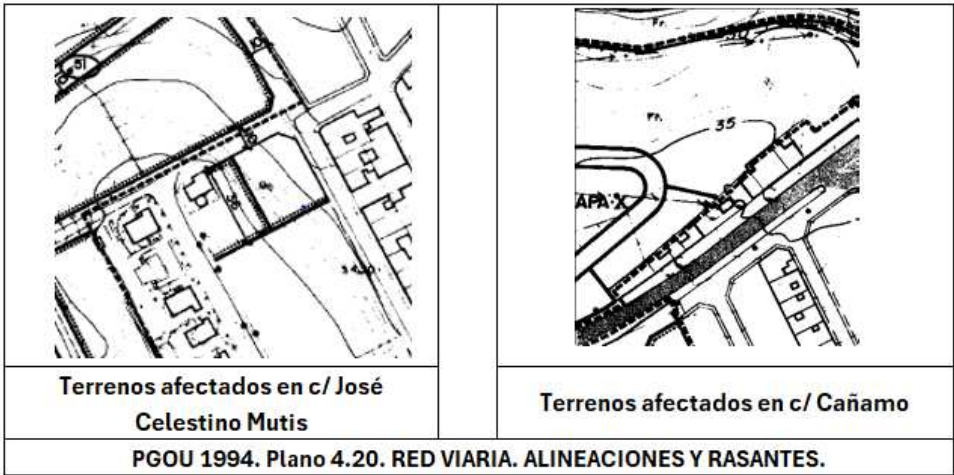 Fr.
35
APA-X
Terrenos afectados en c/ José
Celestino Mutis
Terrenos afectados en c/ Cañamo
PGOU 1994. Plano 4.20. RED VIARIA. ALINEACIONES Y RASANTES.